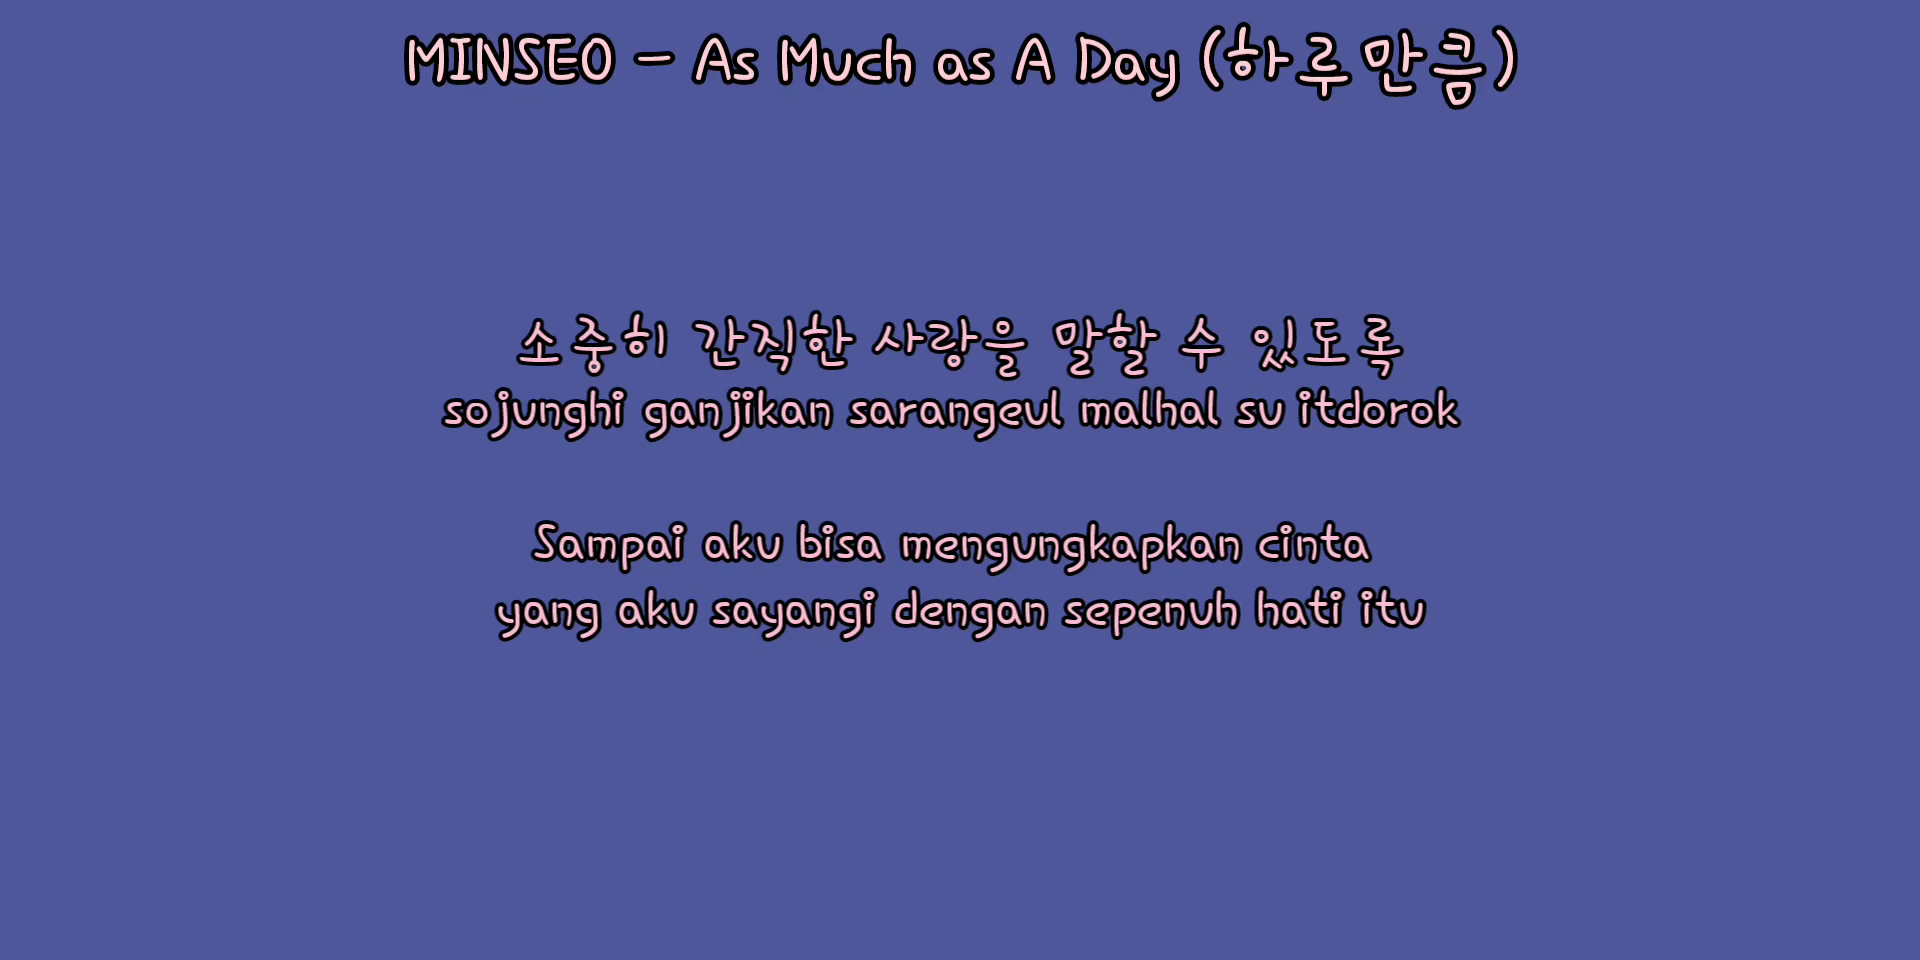 MINSEO - As Much as A Day (하루만큼)
소중히 간직한 사랑을 말할 수 있도록
sojunghi ganjikan sarangeul malhal su itdorok
Sampai aku bisa mengungkapkan cinta
yang aku sayangi dengan sepenuh hati itu